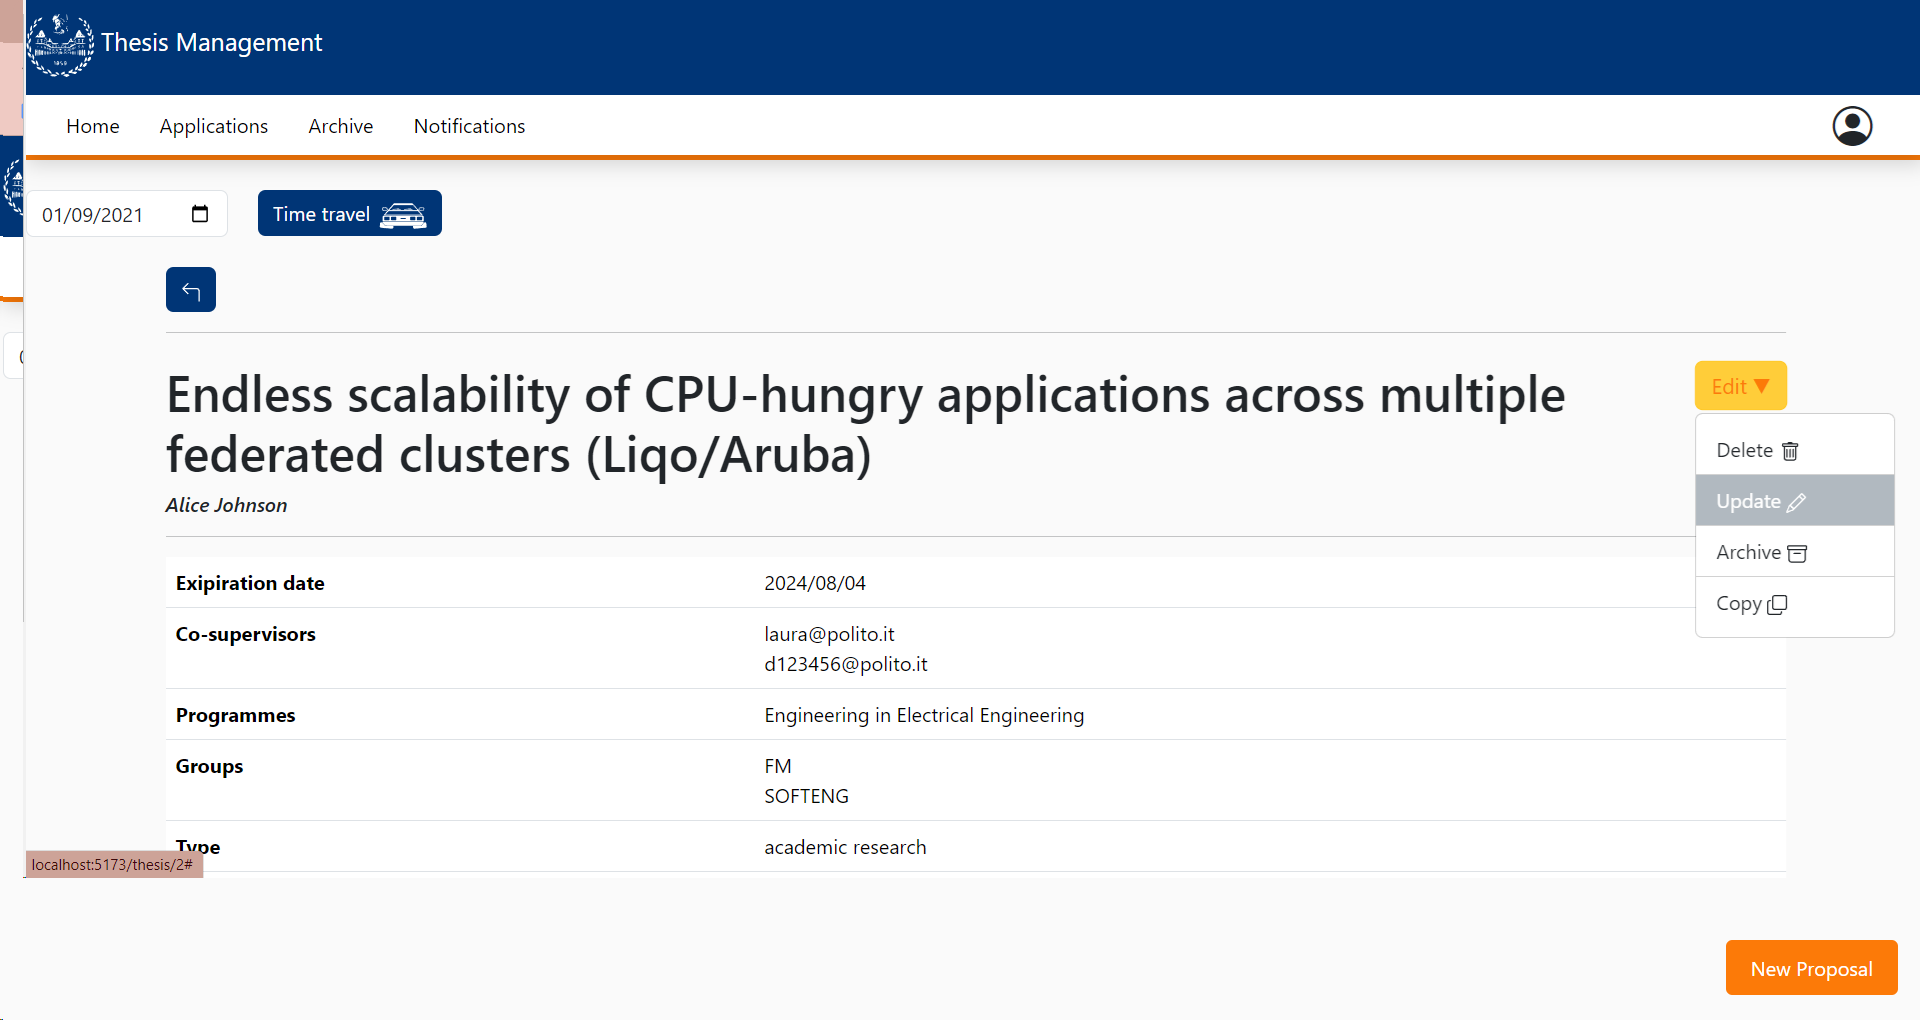 Thesis Management
Home Applications Archive Notifications
01/09/2021 Time travel
Endless scalability of CPU-hungry applications across multiple
federated clusters (Liqo/Aruba)
Alice Johnson
Edit ▼
Delete
Update
Archive
Copy
Exipiration date 2024/08/04
Co-supervisors laura@polito.it
d123456@polito.it
Programmes Engineering in Electrical Engineering
Groups FM
SOFTENG
Type academic research
localhost:5173/thesis/2#
New Proposal